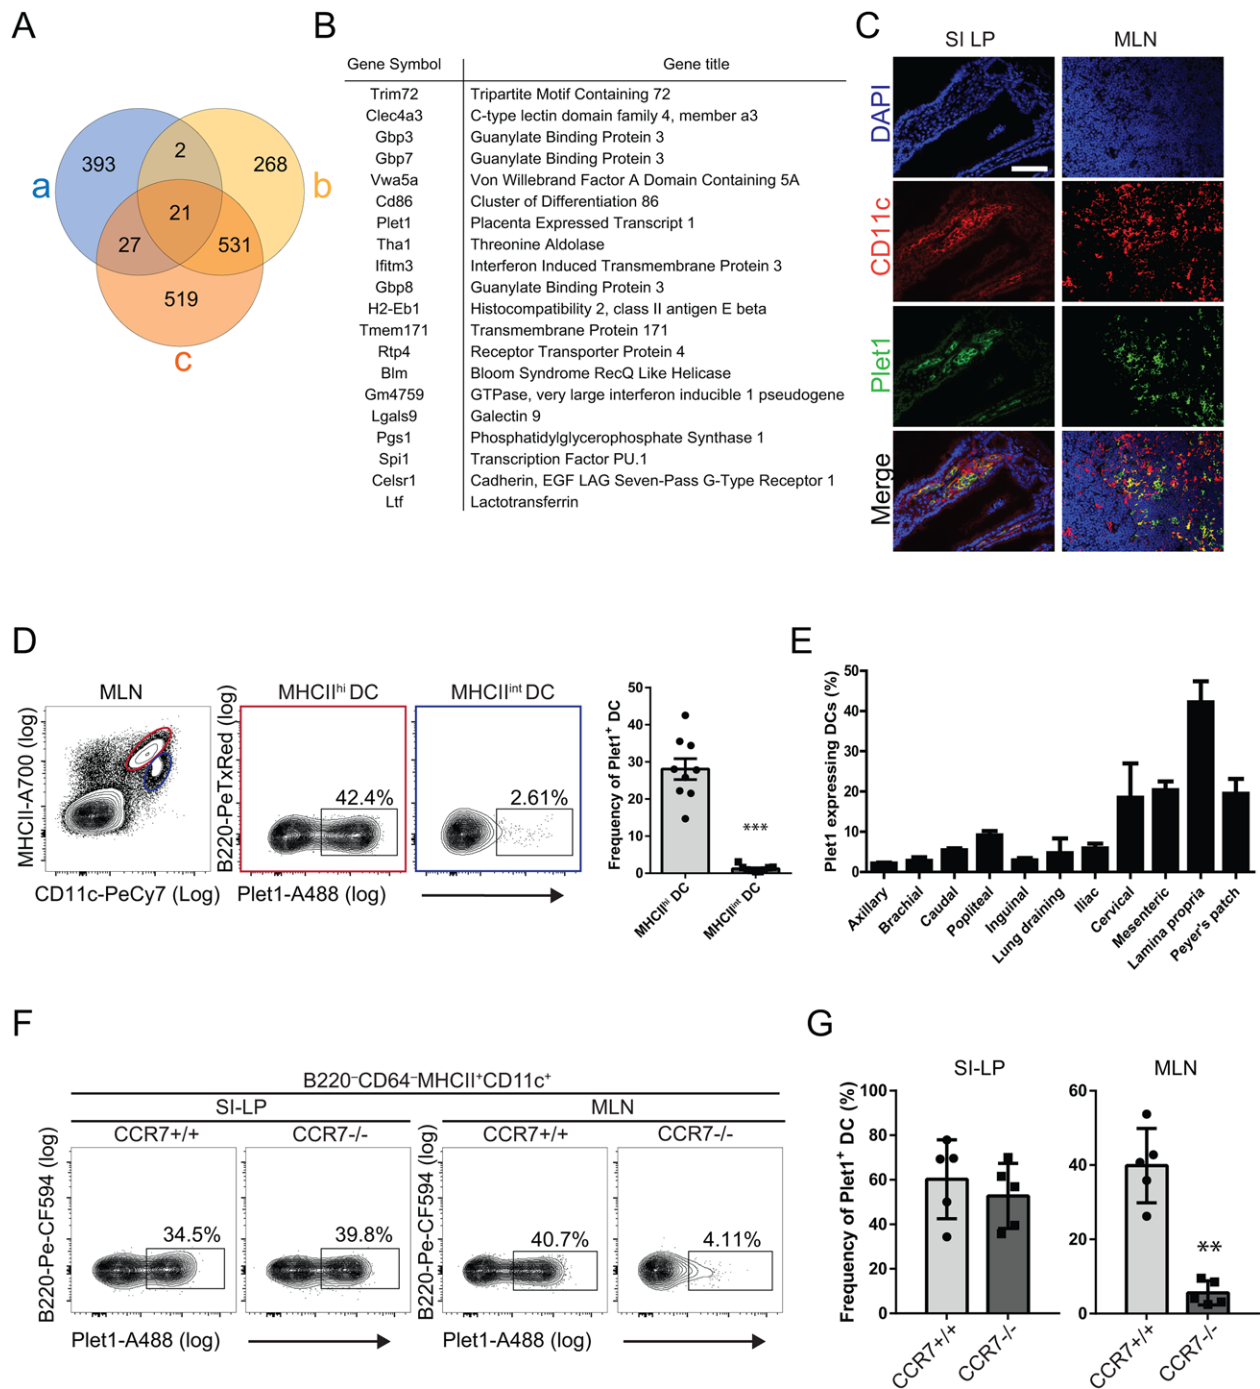 A
393
2
268
a
b
21
27
531
519
c
B
Gene Symbol Gene title
Trim72 Tripartite Motif Containing 72
Clec4a3 C-type lectin domain family 4, member a3
Gbp3 Guanylate Binding Protein 3
Gbp7 Guanylate Binding Protein 3
Vwa5a Von Willebrand Factor A Domain Containing 5A
Cd86 Cluster of Differentiation 86
Plet1 Placenta Expressed Transcript 1
Tha1 Threonine Aldolase
Ifitm3 Interferon Induced Transmembrane Protein 3
Gbp8 Guanylate Binding Protein 3
H2-Eb1 Histocompatibility 2, class II antigen E beta
Tmem171 Transmembrane Protein 171
Rtp4 Receptor Transporter Protein 4
Blm Bloom Syndrome RecQ Like Helicase
Gm4759 GTPase, very large interferon inducible 1 pseudogene
Lgals9 Galectin 9
Pgs1 Phosphatidylglycerophosphate Synthase 1
Spi1 Transcription Factor PU.1
Celsr1 Cadherin, EGF LAG Seven-Pass G-Type Receptor 1
Ltf Lactotransferrin
C
SI LP MLN
DAPI
CD11c
Plet1
Merge
D
MLN
MHCII-A700 (log)
CD11c-PeCy7 (Log)
MHCIIhi DC
MHCIIint DC
B220-PeTxRed (log)
42.4%
2.61%
Plet1-A488 (log)
Frequency of Plet1+ DC
50
40
30
20
10
0
***
MHCIIhi DC
MHCIIint DC
E
Plet1 expressing DCs (%)
50
40
30
20
10
0
Axillary
Brachial
Caudal
Popliteal
Inguinal
Lung draining
Iliac
Cervical
Mesenteric
Lamina propria
Peyer's patch
F
B220–CD64–MHCII+CD11c+
SI-LP MLN
CCR7+/+ CCR7-/- CCR7+/+ CCR7-/-
B220-Pe-CF594 (log)
34.5%
39.8%
B220-Pe-CF594 (log)
40.7%
4.11%
Plet1-A488 (log)
Plet1-A488 (log)
G
SI-LP
Frequency of Plet1+ DC (%)
100
80
60
40
20
0
CCR7+/+
CCR7-/-
MLN
60
40
20
0
**
CCR7+/+
CCR7-/-